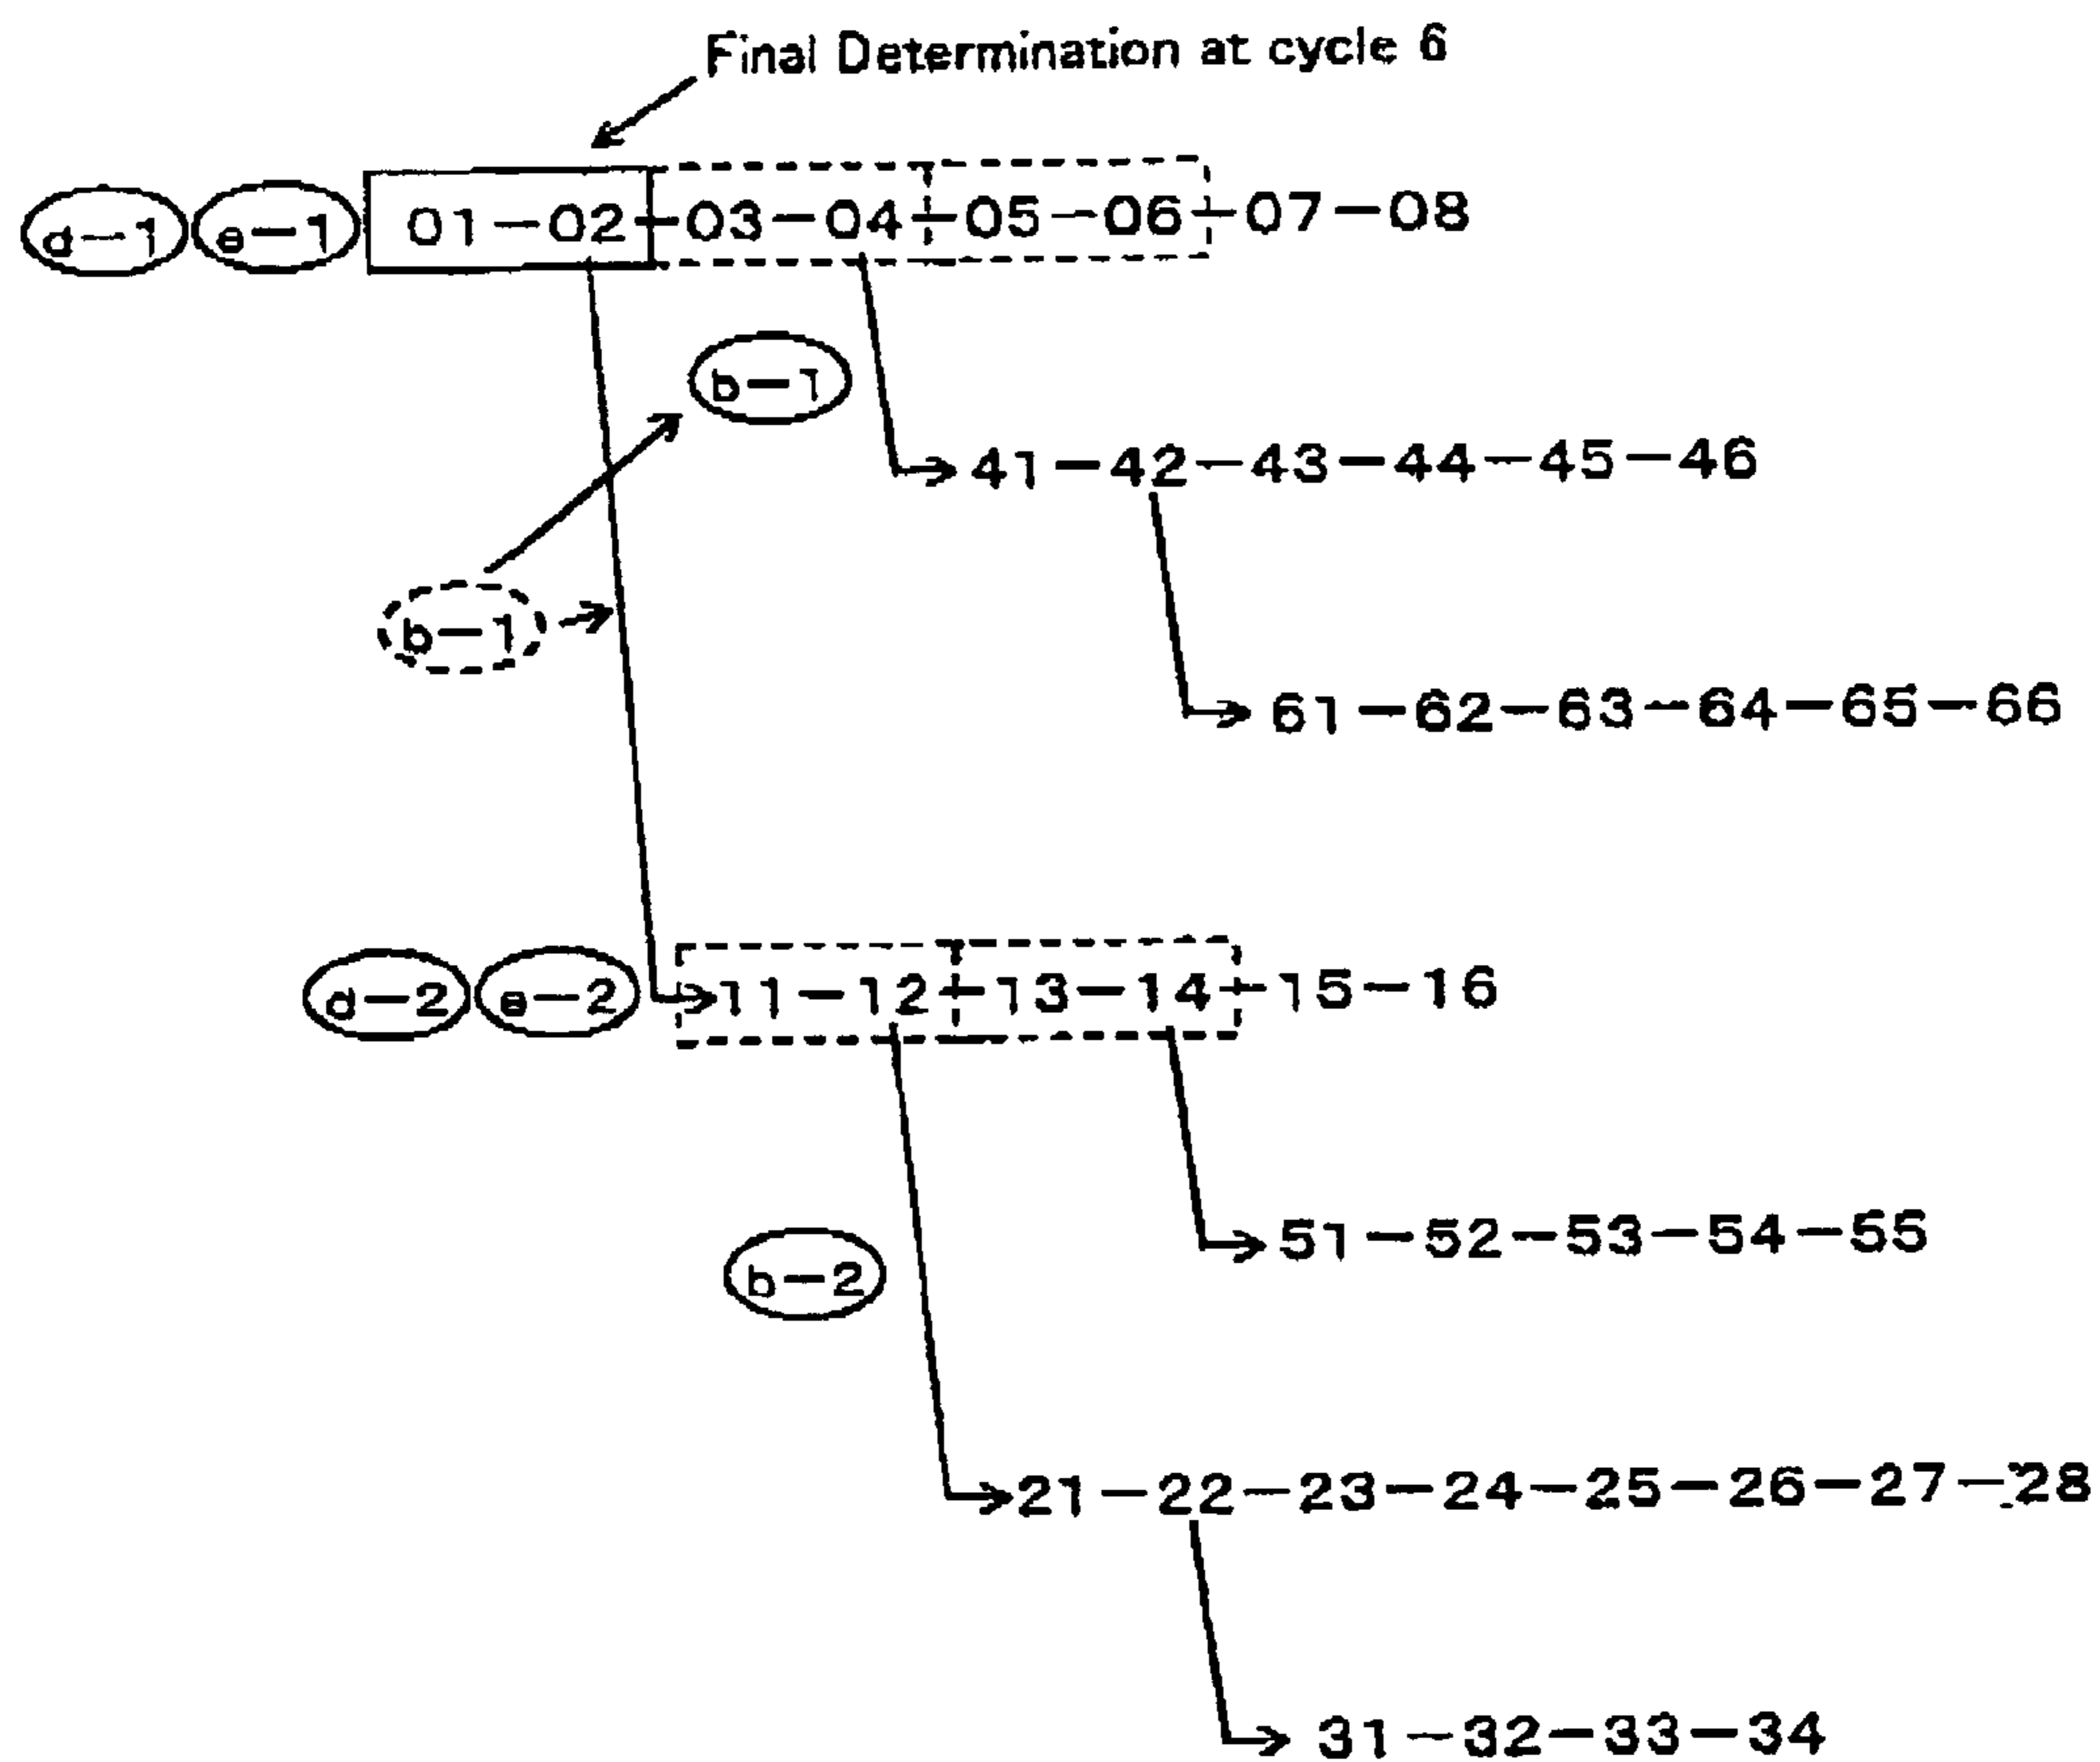 Final Determination at cycle 6
d-1 e-1 01-02-03-04-05-06-07-08
b-1
41-42-43-44-45-46
b-1
61-62-63-64-65-66
d-2 e-2 11-12-13-14-15-16
51-52-53-54-55
b-2
21-22-23-24-25-26-27-28
31-32-33-34